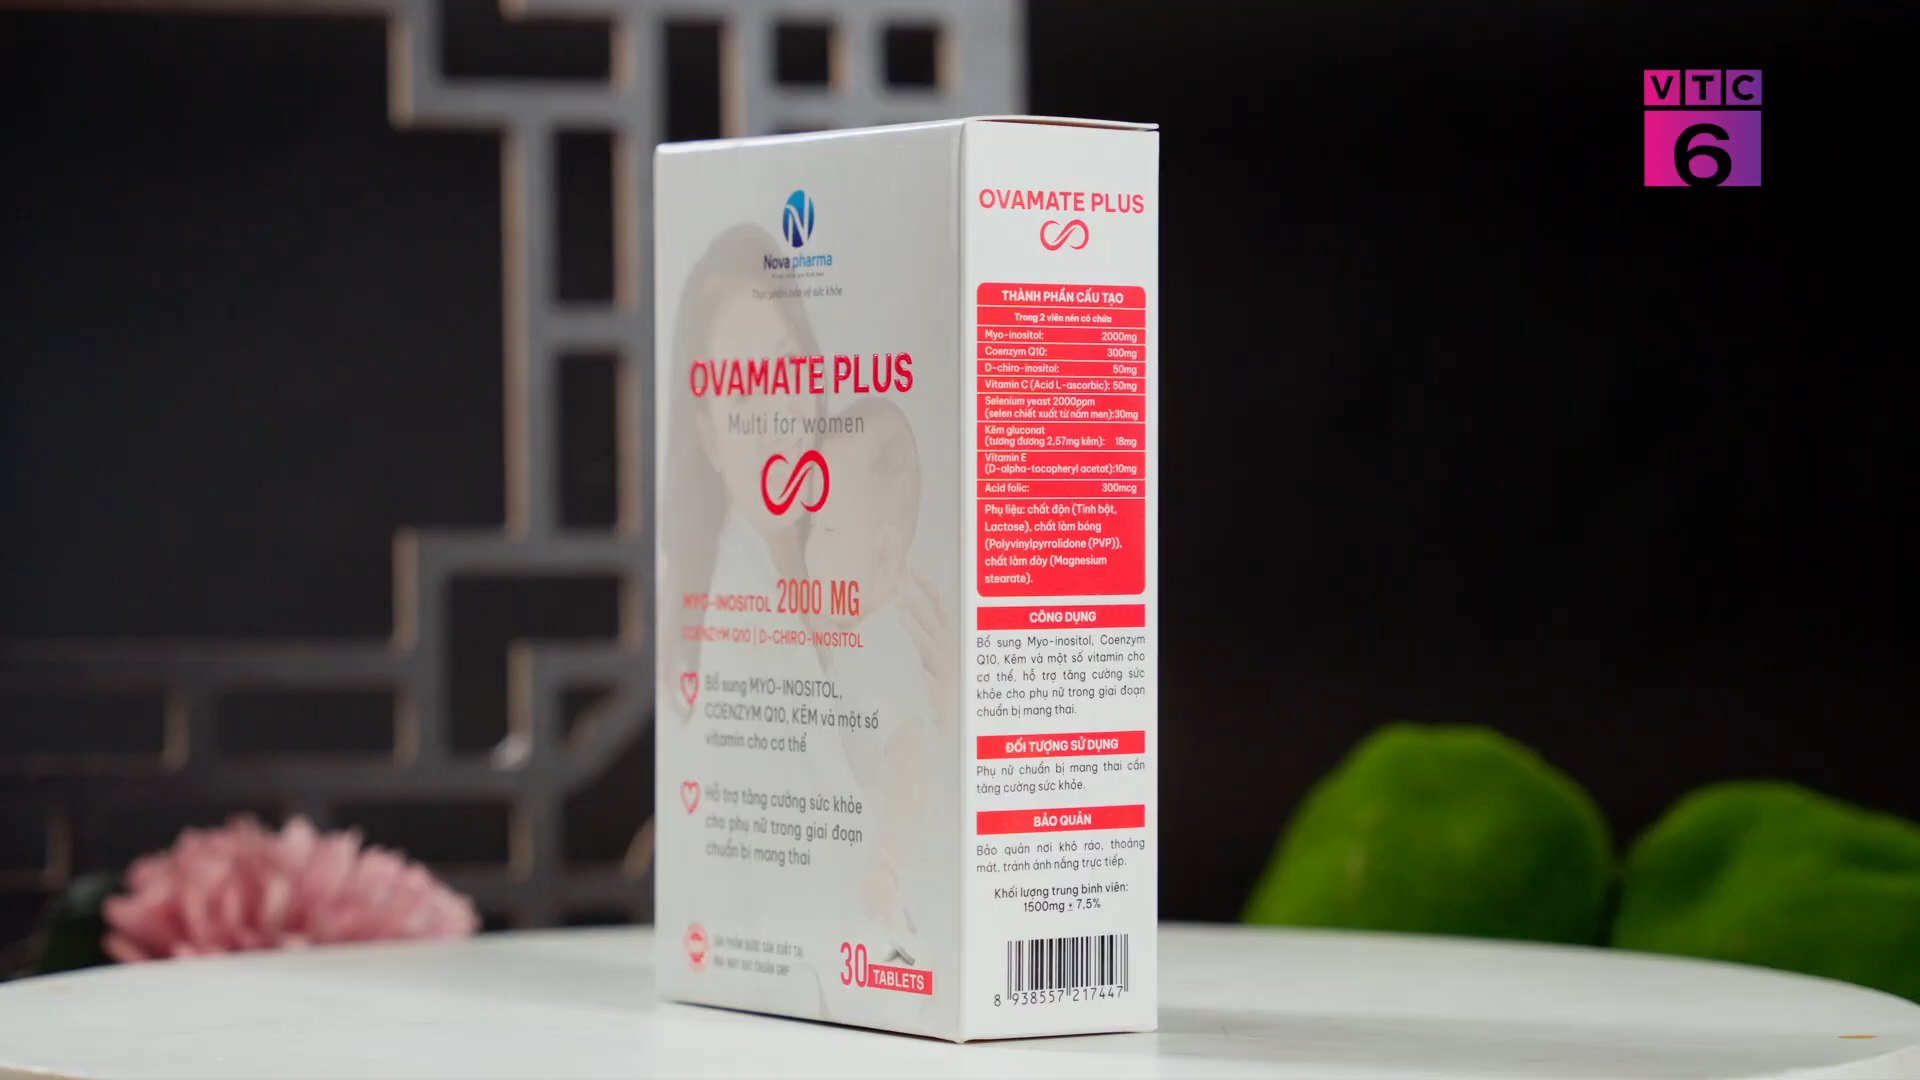 VTC
6
Nova pharma
OVAMATE PLUS
Multi for women
MYO-INOSITOL 2000 MG
COENZYM Q10 | D-CHIRO-INOSITOL
Bổ sung MYO-INOSITOL,
COENZYM Q10, KẼM và một số
vitamin cho cơ thể
Hỗ trợ tăng cường sức khỏe
cho phụ nữ trong giai đoạn
chuẩn bị mang thai
30 TABLETS
OVAMATE PLUS
THÀNH PHẦN CẤU TẠO
Trong 2 viên nén có chứa
Myo-inositol: 2000mg
Coenzym Q10: 300mg
D-chiro-inositol: 50mg
Vitamin C (Acid L-ascorbic): 50mg
Selenium yeast 2000ppm
(selen chiết xuất từ nấm men):30mg
Kẽm gluconat
(tương đương 2,57mg kẽm): 18mg
Vitamin E
(D-alpha-tocopheryl acetat):10mg
Acid folic: 300mcg
Phụ liệu: chất độn (Tinh bột,
Lactose), chất làm bóng
(Polyvinylpyrrolidone (PVP)),
chất làm dày (Magnesium
stearate).
CÔNG DỤNG
Bổ sung Myo-inositol, Coenzym
Q10, Kẽm và một số vitamin cho
cơ thể, hỗ trợ tăng cường sức
khỏe cho phụ nữ trong giai đoạn
chuẩn bị mang thai.
ĐỐI TƯỢNG SỬ DỤNG
Phụ nữ chuẩn bị mang thai cần
tăng cường sức khỏe.
BẢO QUẢN
Bảo quản nơi khô ráo, thoáng
mát, tránh ánh nắng trực tiếp.
Khối lượng trung bình viên:
1500mg ± 7,5%
8 938557 217447